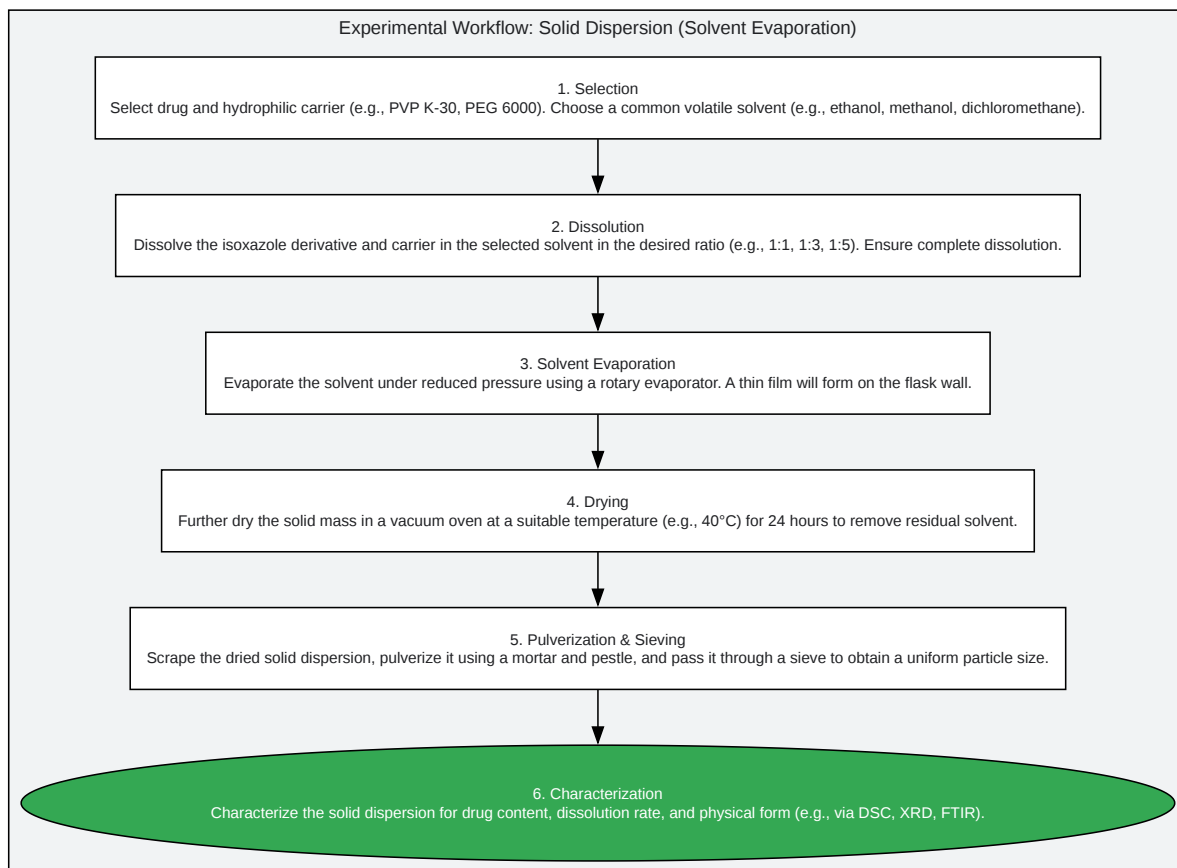 Experimental Workflow: Solid Dispersion (Solvent Evaporation)
1. Selection
Select drug and hydrophilic carrier (e.g., PVP K-30, PEG 6000). Choose a common volatile solvent (e.g., ethanol, methanol, dichloromethane).
2. Dissolution
Dissolve the isoxazole derivative and carrier in the selected solvent in the desired ratio (e.g., 1:1, 1:3, 1:5). Ensure complete dissolution.
3. Solvent Evaporation
Evaporate the solvent under reduced pressure using a rotary evaporator. A thin film will form on the flask wall.
4. Drying
Further dry the solid mass in a vacuum oven at a suitable temperature (e.g., 40°C) for 24 hours to remove residual solvent.
5. Pulverization & Sieving
Scrape the dried solid dispersion, pulverize it using a mortar and pestle, and pass it through a sieve to obtain a uniform particle size.
6. Characterization
Characterize the solid dispersion for drug content, dissolution rate, and physical form (e.g., via DSC, XRD, FTIR).